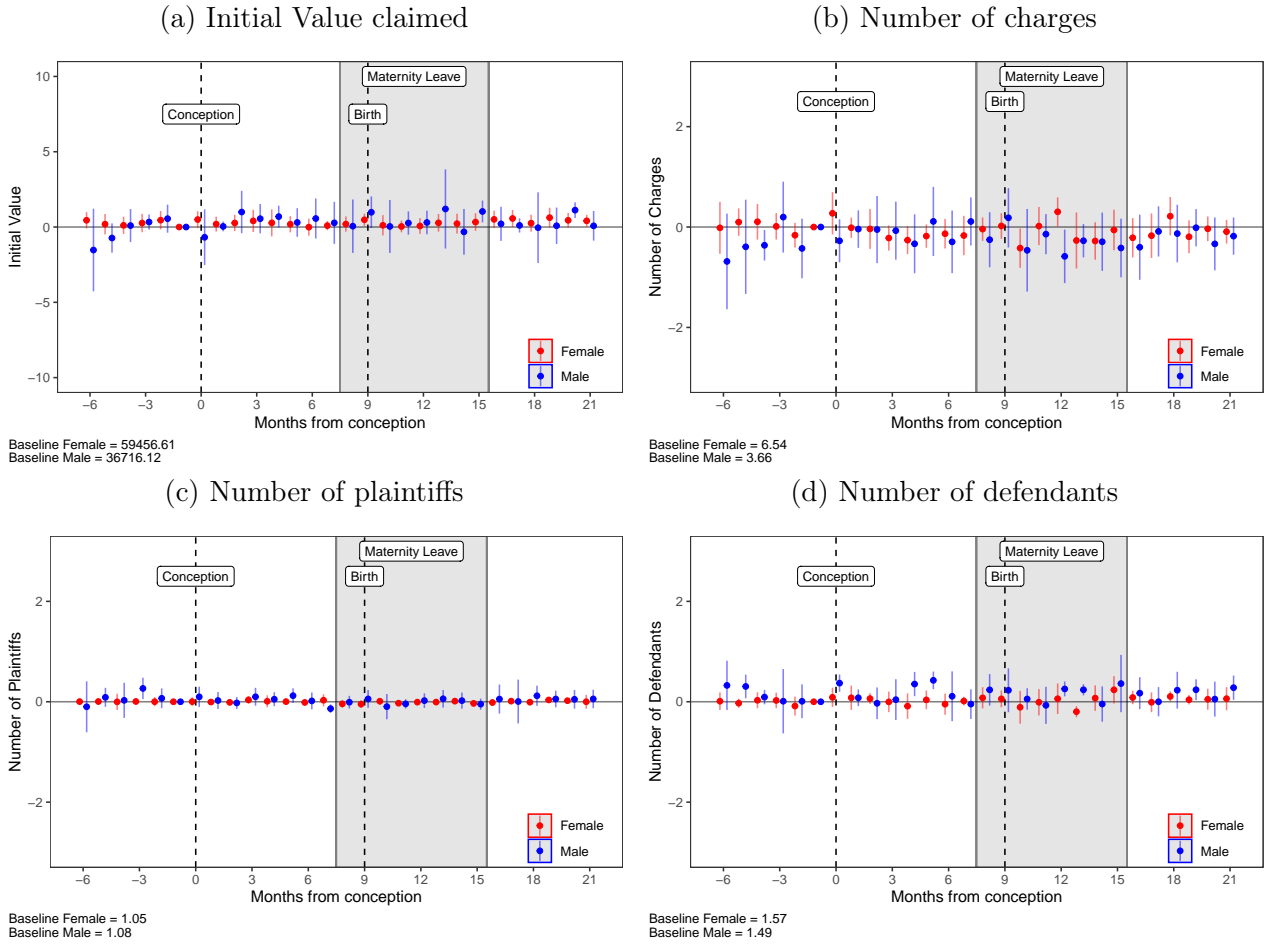 (a) Initial Value claimed
10
5
0
−5
−10
Initial Value
Conception
Maternity Leave
Birth
Female
Male
−6 −3 0 3 6 9 12 15 18 21
Months from conception
Baseline Female = 59456.61
Baseline Male = 36716.12
(b) Number of charges
2
0
−2
Number of Charges
Conception
Maternity Leave
Birth
Female
Male
−6 −3 0 3 6 9 12 15 18 21
Months from conception
Baseline Female = 6.54
Baseline Male = 3.66
(c) Number of plaintiffs
2
0
−2
Number of Plaintiffs
Conception
Maternity Leave
Birth
Female
Male
−6 −3 0 3 6 9 12 15 18 21
Months from conception
Baseline Female = 1.05
Baseline Male = 1.08
(d) Number of defendants
2
0
−2
Number of Defendants
Conception
Maternity Leave
Birth
Female
Male
−6 −3 0 3 6 9 12 15 18 21
Months from conception
Baseline Female = 1.57
Baseline Male = 1.49